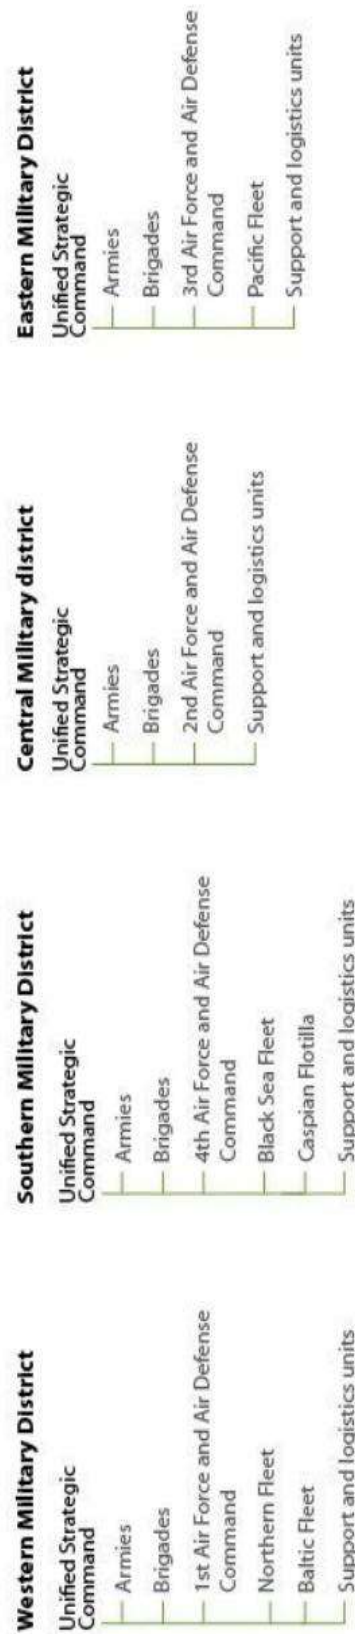 Western Military District
Unified Strategic
Command
Armies
Brigades
1st Air Force and Air Defense
Command
Northern Fleet
Baltic Fleet
Support and logistics units
Southern Military District
Unified Strategic
Command
Armies
Brigades
4th Air Force and Air Defense
Command
Black Sea Fleet
Caspian Flotilla
Support and logistics units
Central Military district
Unified Strategic
Command
Armies
Brigades
2nd Air Force and Air Defense
Command
Support and logistics units
Eastern Military District
Unified Strategic
Command
Armies
Brigades
3rd Air Force and Air Defense
Command
Pacific Fleet
Support and logistics units